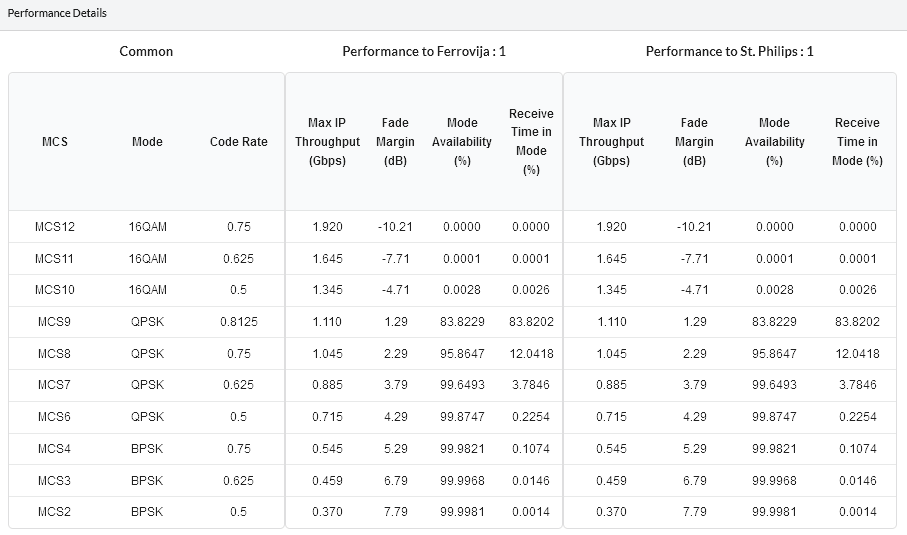 Performance Details
Common Performance to Ferrovija : 1 Performance to St. Philips : 1
MCS Mode Code Rate Max IP Throughput (Gbps) Fade Margin (dB) Mode Availability (%) Receive Time in Mode (%) Max IP Throughput (Gbps) Fade Margin (dB) Mode Availability (%) Receive Time in Mode (%)
MCS12 16QAM 0.75 1.920 -10.21 0.0000 0.0000 1.920 -10.21 0.0000 0.0000
MCS11 16QAM 0.625 1.645 -7.71 0.0001 0.0001 1.645 -7.71 0.0001 0.0001
MCS10 16QAM 0.5 1.345 -4.71 0.0028 0.0026 1.345 -4.71 0.0028 0.0026
MCS9 QPSK 0.8125 1.110 1.29 83.8229 83.8202 1.110 1.29 83.8229 83.8202
MCS8 QPSK 0.75 1.045 2.29 95.8647 12.0418 1.045 2.29 95.8647 12.0418
MCS7 QPSK 0.625 0.885 3.79 99.6493 3.7846 0.885 3.79 99.6493 3.7846
MCS6 QPSK 0.5 0.715 4.29 99.8747 0.2254 0.715 4.29 99.8747 0.2254
MCS4 BPSK 0.75 0.545 5.29 99.9821 0.1074 0.545 5.29 99.9821 0.1074
MCS3 BPSK 0.625 0.459 6.79 99.9968 0.0146 0.459 6.79 99.9968 0.0146
MCS2 BPSK 0.5 0.370 7.79 99.9981 0.0014 0.370 7.79 99.9981 0.0014